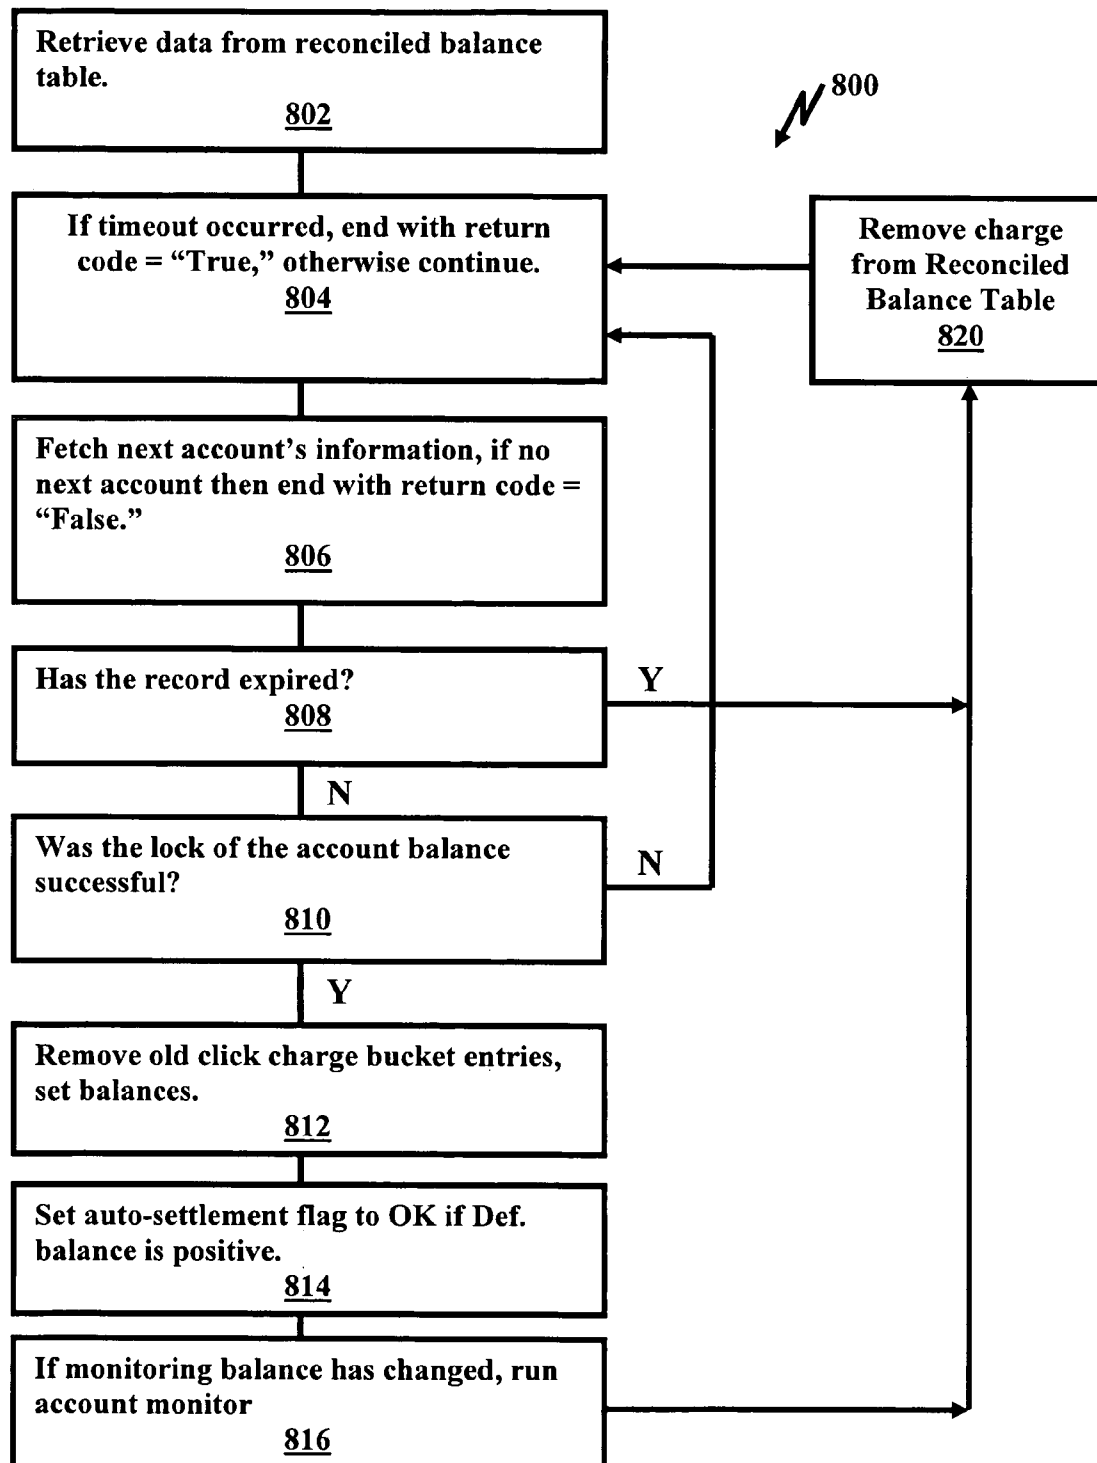 Retrieve data from reconciled balance
table.
802
800
If timeout occurred, end with return
code = “True,” otherwise continue.
804
Remove charge
from Reconciled
Balance Table
820
Fetch next account’s information, if no
next account then end with return code =
“False.”
806
Has the record expired?
808
Y
N
Was the lock of the account balance
successful?
810
N
Y
Remove old click charge bucket entries,
set balances.
812
Set auto-settlement flag to OK if Def.
balance is positive.
814
If monitoring balance has changed, run
account monitor
816